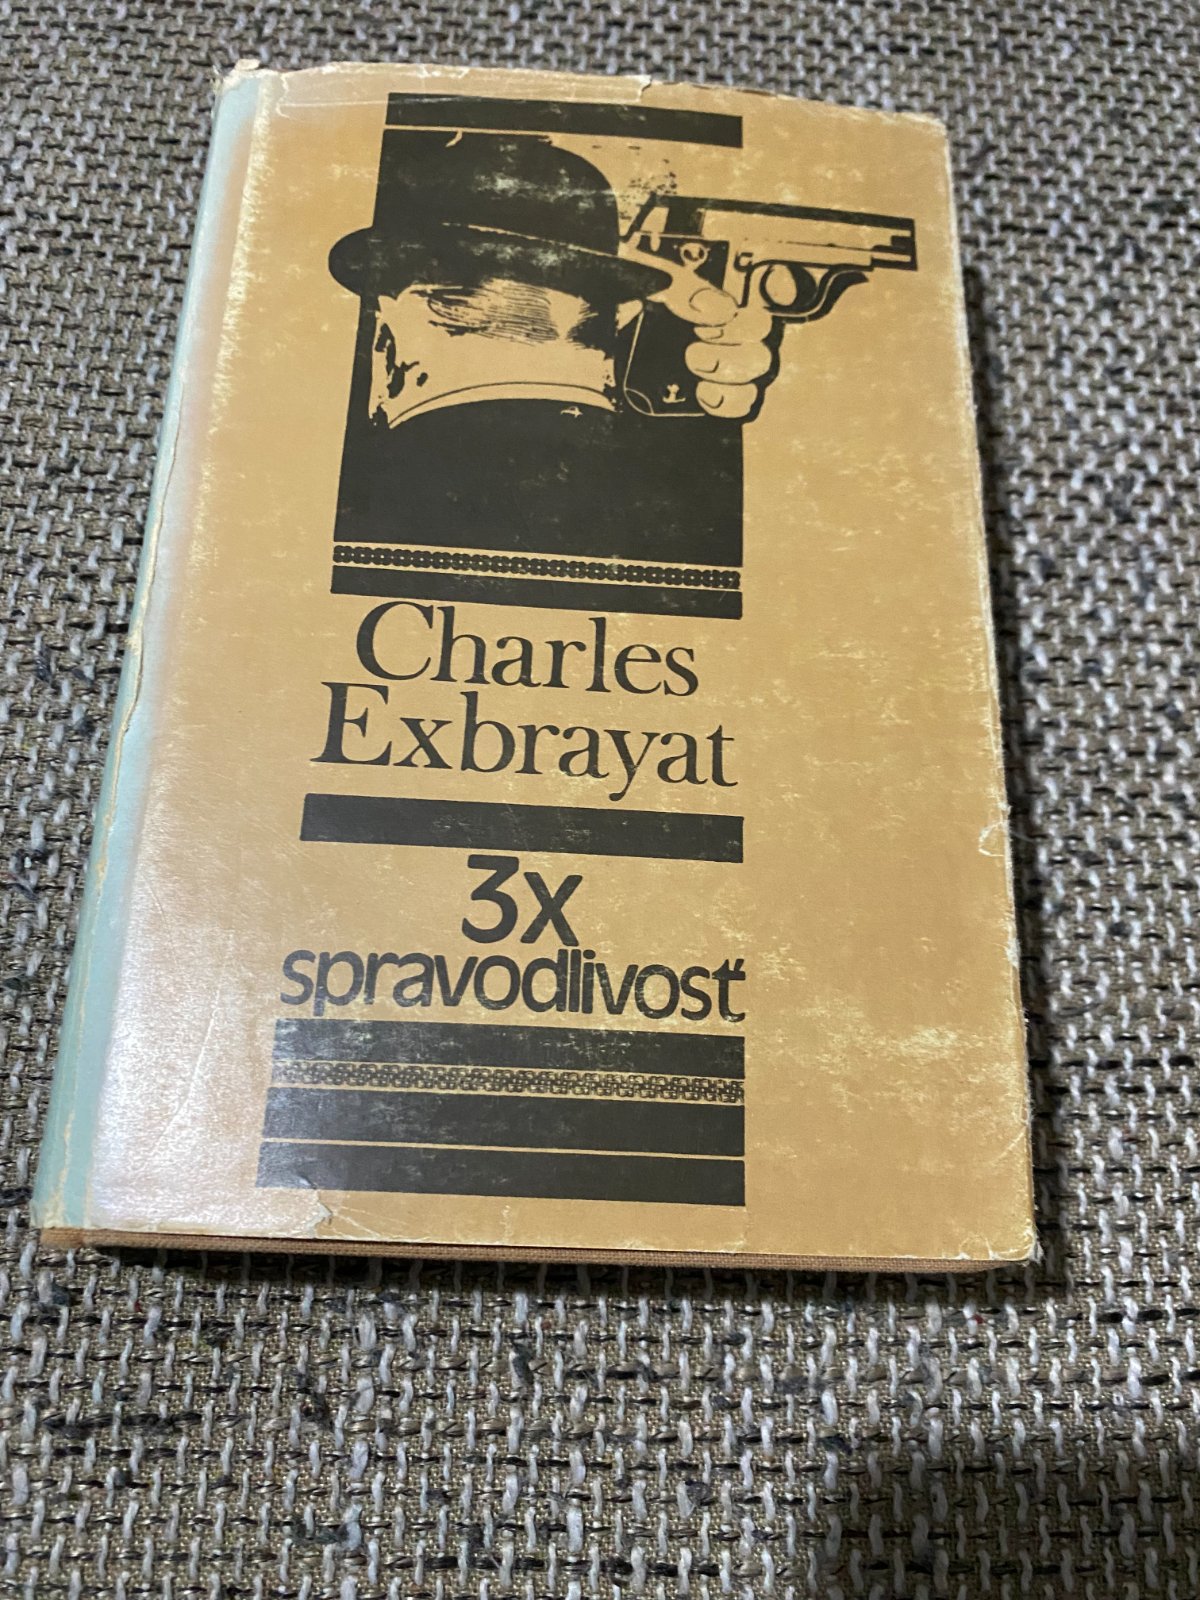 Charles
Exbrayat
3x
spravodlivosť